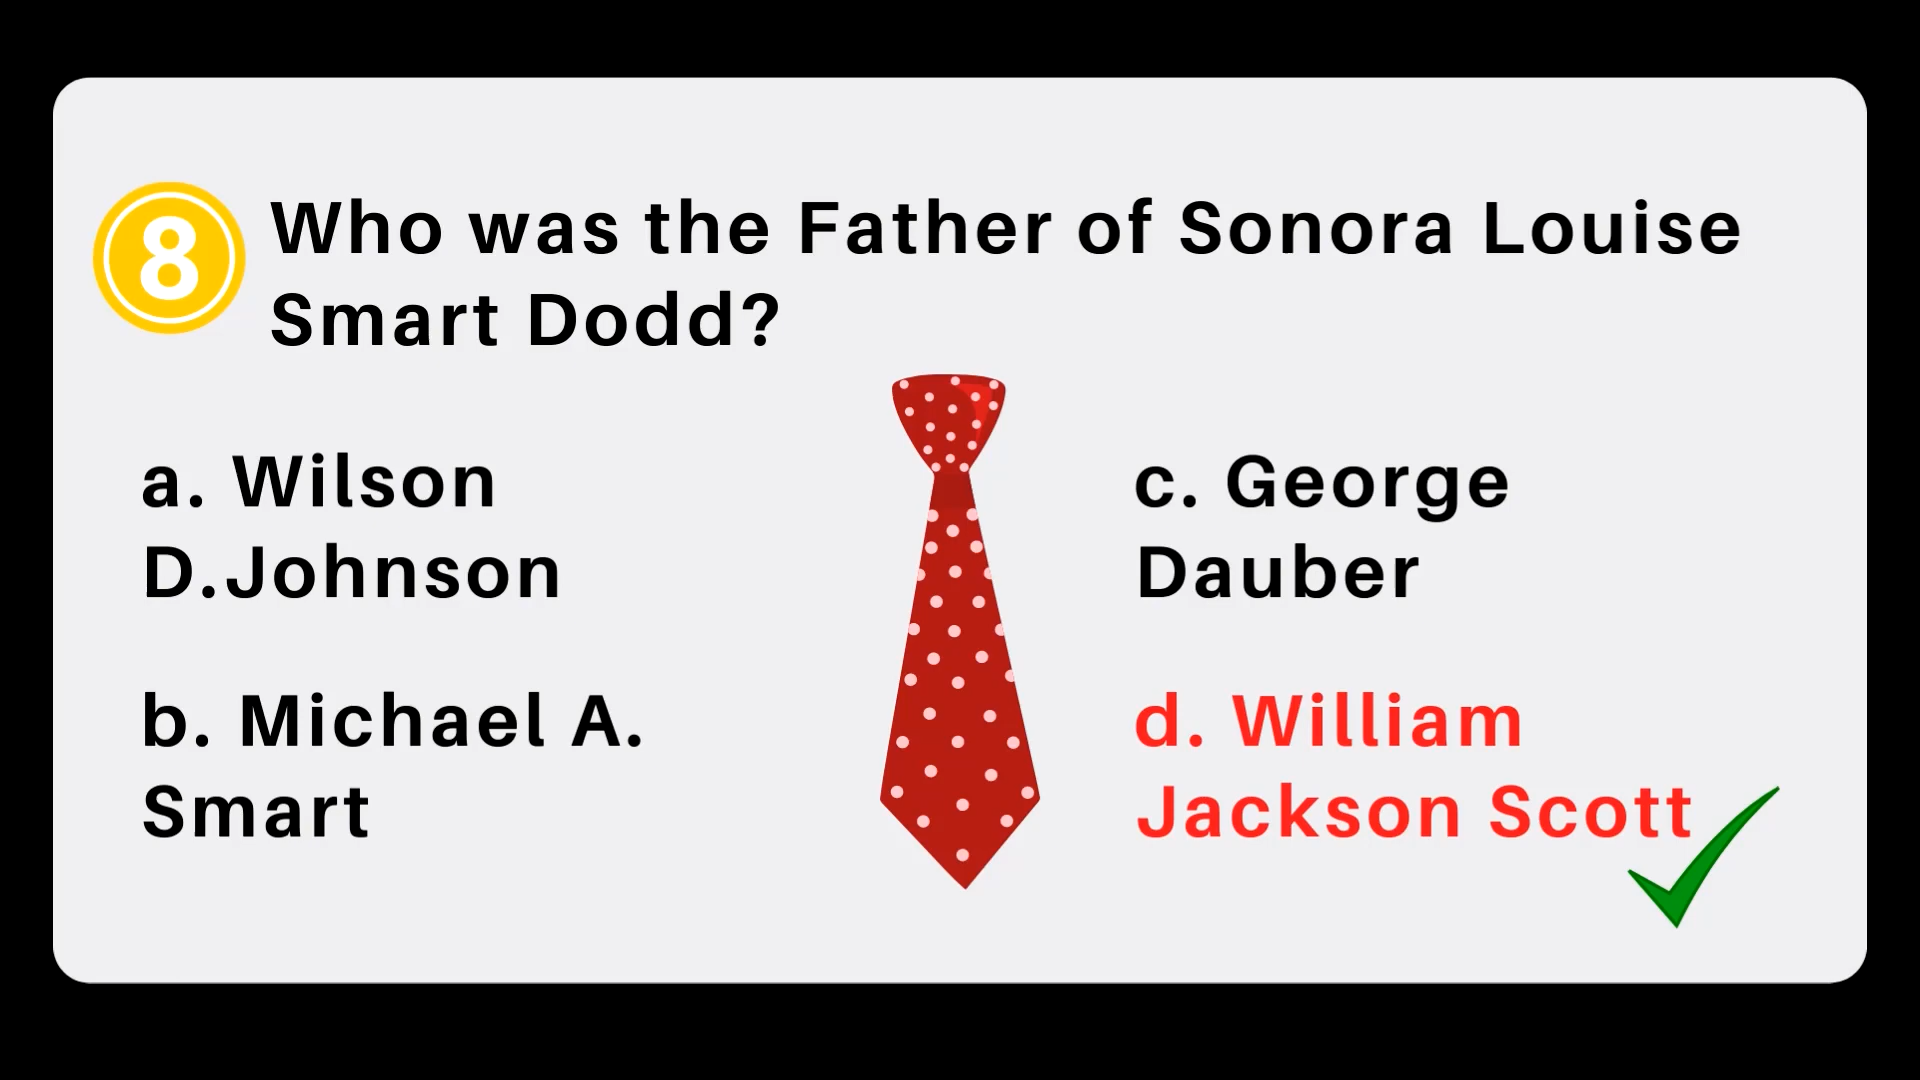 8
Who was the Father of Sonora Louise
Smart Dodd?
a. Wilson
D.Johnson
b. Michael A.
Smart
c. George
Dauber
d. William
Jackson Scott